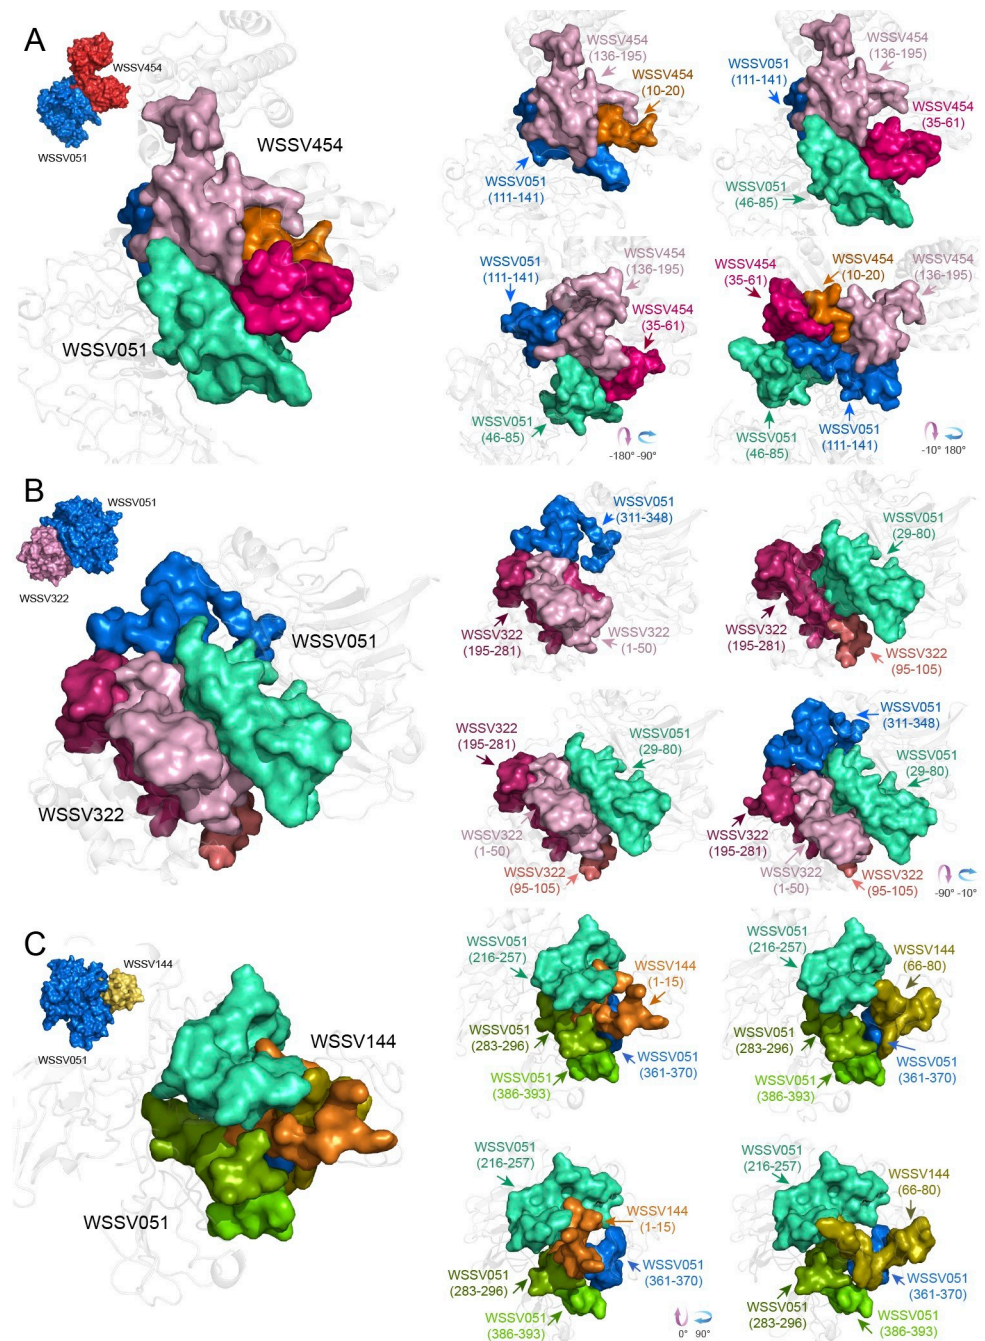 A
WSSV454
WSSV051
WSSV454
WSSV051
WSSV454
(136-195)
WSSV454
(10-20)
WSSV051
(111-141)
WSSV454
(136-195)
WSSV051
(111-141)
WSSV454
(35-61)
WSSV051
(46-85)
WSSV051
(111-141)
WSSV454
(136-195)
WSSV454
(35-61)
WSSV051
(46-85)
-180° -90°
WSSV454
(35-61)
WSSV454
(10-20)
WSSV454
(136-195)
WSSV051
(46-85)
WSSV051
(111-141)
-10° 180°
B
WSSV051
WSSV322
WSSV051
WSSV322
WSSV051
(311-348)
WSSV322
(195-281)
WSSV322
(1-50)
WSSV051
(29-80)
WSSV322
(195-281)
WSSV322
(95-105)
WSSV322
(195-281)
WSSV051
(29-80)
WSSV322
(1-50)
WSSV322
(95-105)
WSSV051
(311-348)
WSSV051
(29-80)
WSSV322
(195-281)
WSSV322
(1-50)
WSSV322
(95-105)
-90° -10°
C
WSSV144
WSSV051
WSSV144
WSSV051
WSSV051
(216-257)
WSSV144
(1-15)
WSSV051
(283-296)
WSSV051
(361-370)
WSSV051
(386-393)
WSSV051
(216-257)
WSSV144
(66-80)
WSSV051
(283-296)
WSSV051
(361-370)
WSSV051
(386-393)
WSSV051
(216-257)
WSSV144
(1-15)
WSSV051
(361-370)
WSSV051
(283-296)
WSSV051
(386-393)
0° 90°
WSSV051
(216-257)
WSSV144
(66-80)
WSSV051
(361-370)
WSSV051
(283-296)
WSSV051
(386-393)